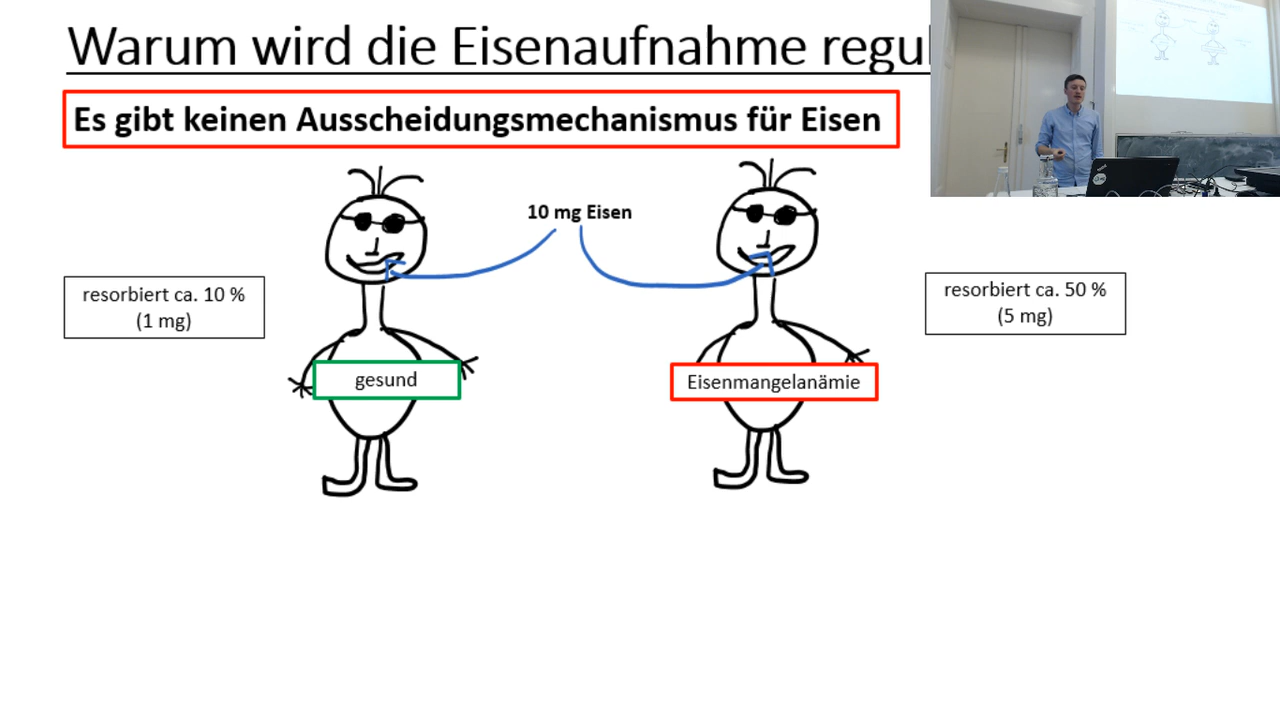 Warum wird die Eisenaufnahme regul
Es gibt keinen Ausscheidungsmechanismus für Eisen
10 mg Eisen
resorbiert ca. 10 %
(1 mg)
resorbiert ca. 50 %
(5 mg)
gesund
Eisenmangelanämie